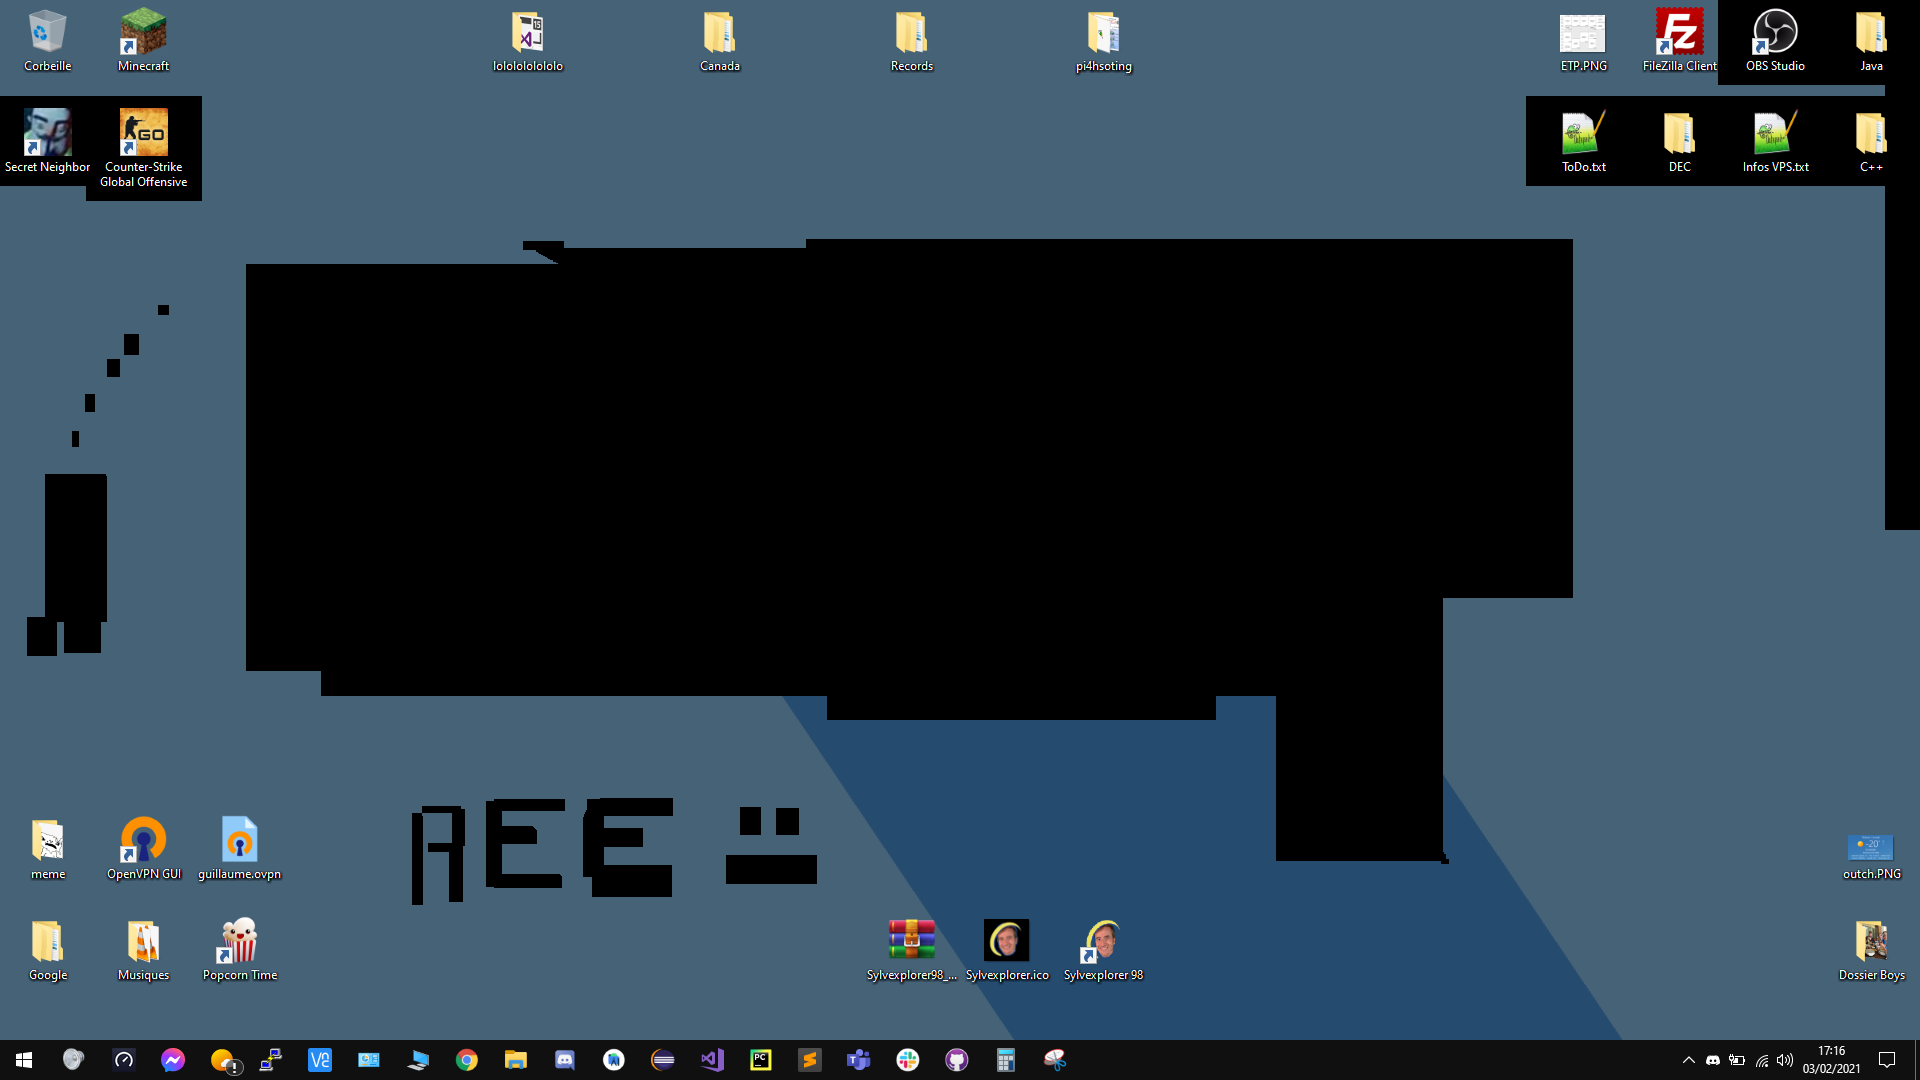 Corbeille
Minecraft
lolololololo
Canada
Records
pi4hsoting
ETP.PNG
FileZilla Client
OBS Studio
Java
Secret Neighbor
Counter-Strike
Global Offensive
GO
ToDo.txt
DEC
Infos VPS.txt
C++
REE
meme
OpenVPN GUI
guillaume.ovpn
outch.PNG
-20°
Google
Musiques
Popcorn Time
Sylvexplorer98_...
Sylvexplorer.ico
Sylvexplorer 98
Dossier Boys
17:16
03/02/2021